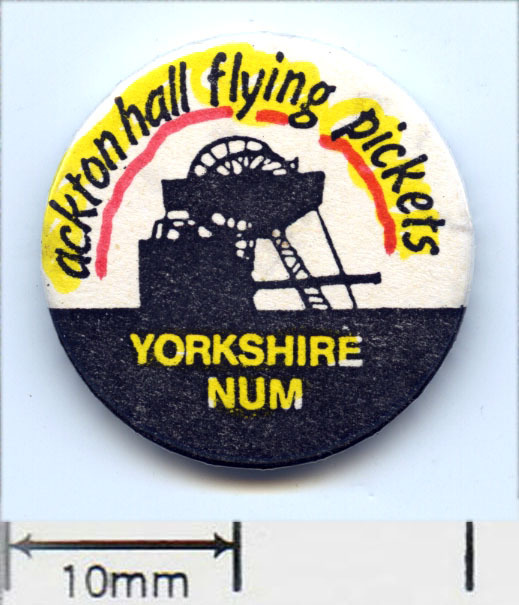 ackton hall flying pickets
YORKSHIRE
NUM
10mm